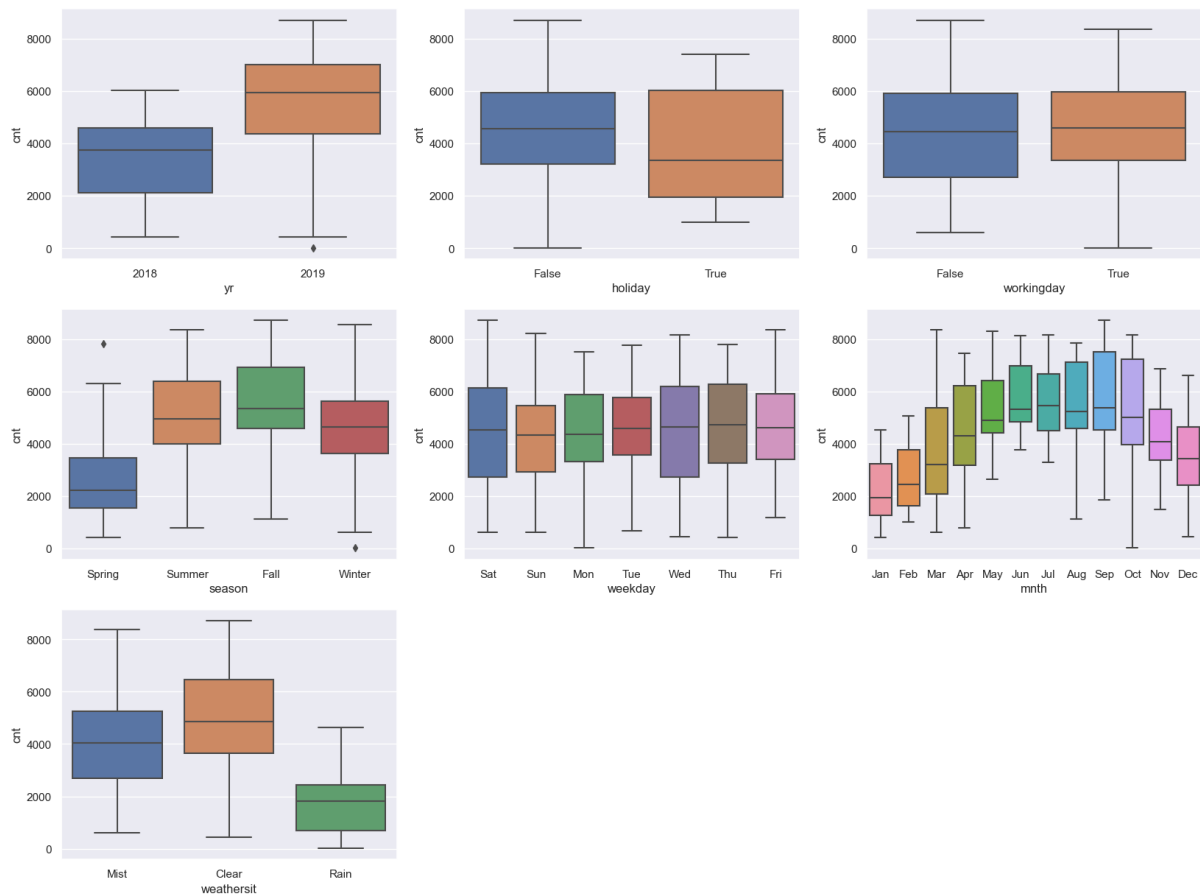 8000
6000
4000
2000
0
cnt
2018 2019
yr
8000
6000
4000
2000
0
cnt
False True
holiday
8000
6000
4000
2000
0
cnt
False True
workingday
8000
6000
4000
2000
0
cnt
Spring Summer Fall Winter
season
8000
6000
4000
2000
0
cnt
Sat Sun Mon Tue Wed Thu Fri
weekday
8000
6000
4000
2000
0
cnt
Jan Feb Mar Apr May Jun Jul Aug Sep Oct Nov Dec
mnth
8000
6000
4000
2000
0
cnt
Mist Clear Rain
weathersit